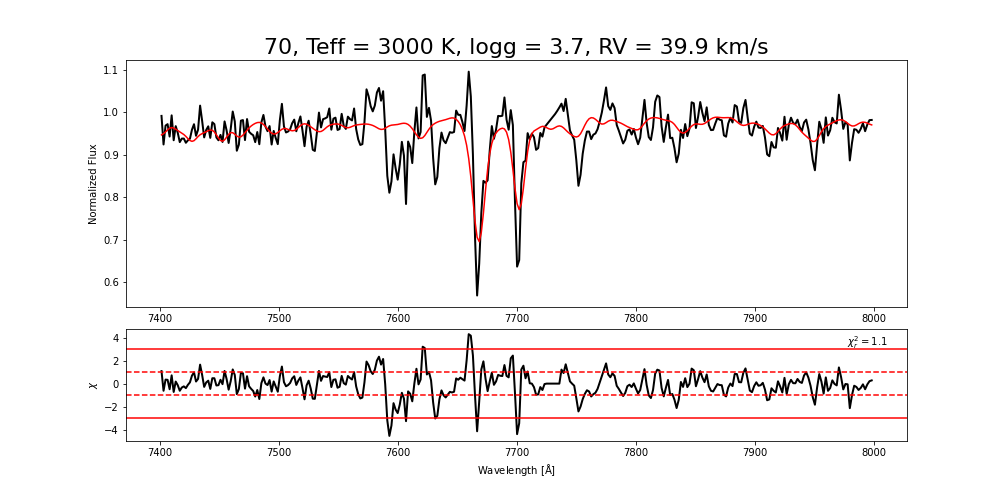 70, Teff = 3000 K, logg = 3.7, RV = 39.9 km/s
1.1
1.0
0.9
0.8
0.7
0.6
Normalized Flux
7400 7500 7600 7700 7800 7900 8000
4
2
0
−2
−4
χ
χ²ᵣ = 1.1
7400 7500 7600 7700 7800 7900 8000
Wavelength [Å]